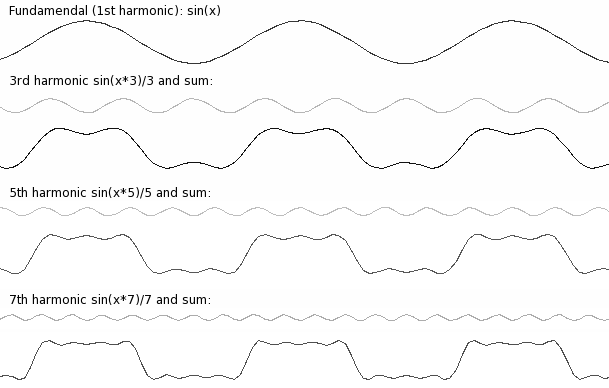 Fundamendal (1st harmonic): sin(x)
3rd harmonic sin(x*3)/3 and sum:
5th harmonic sin(x*5)/5 and sum:
7th harmonic sin(x*7)/7 and sum: